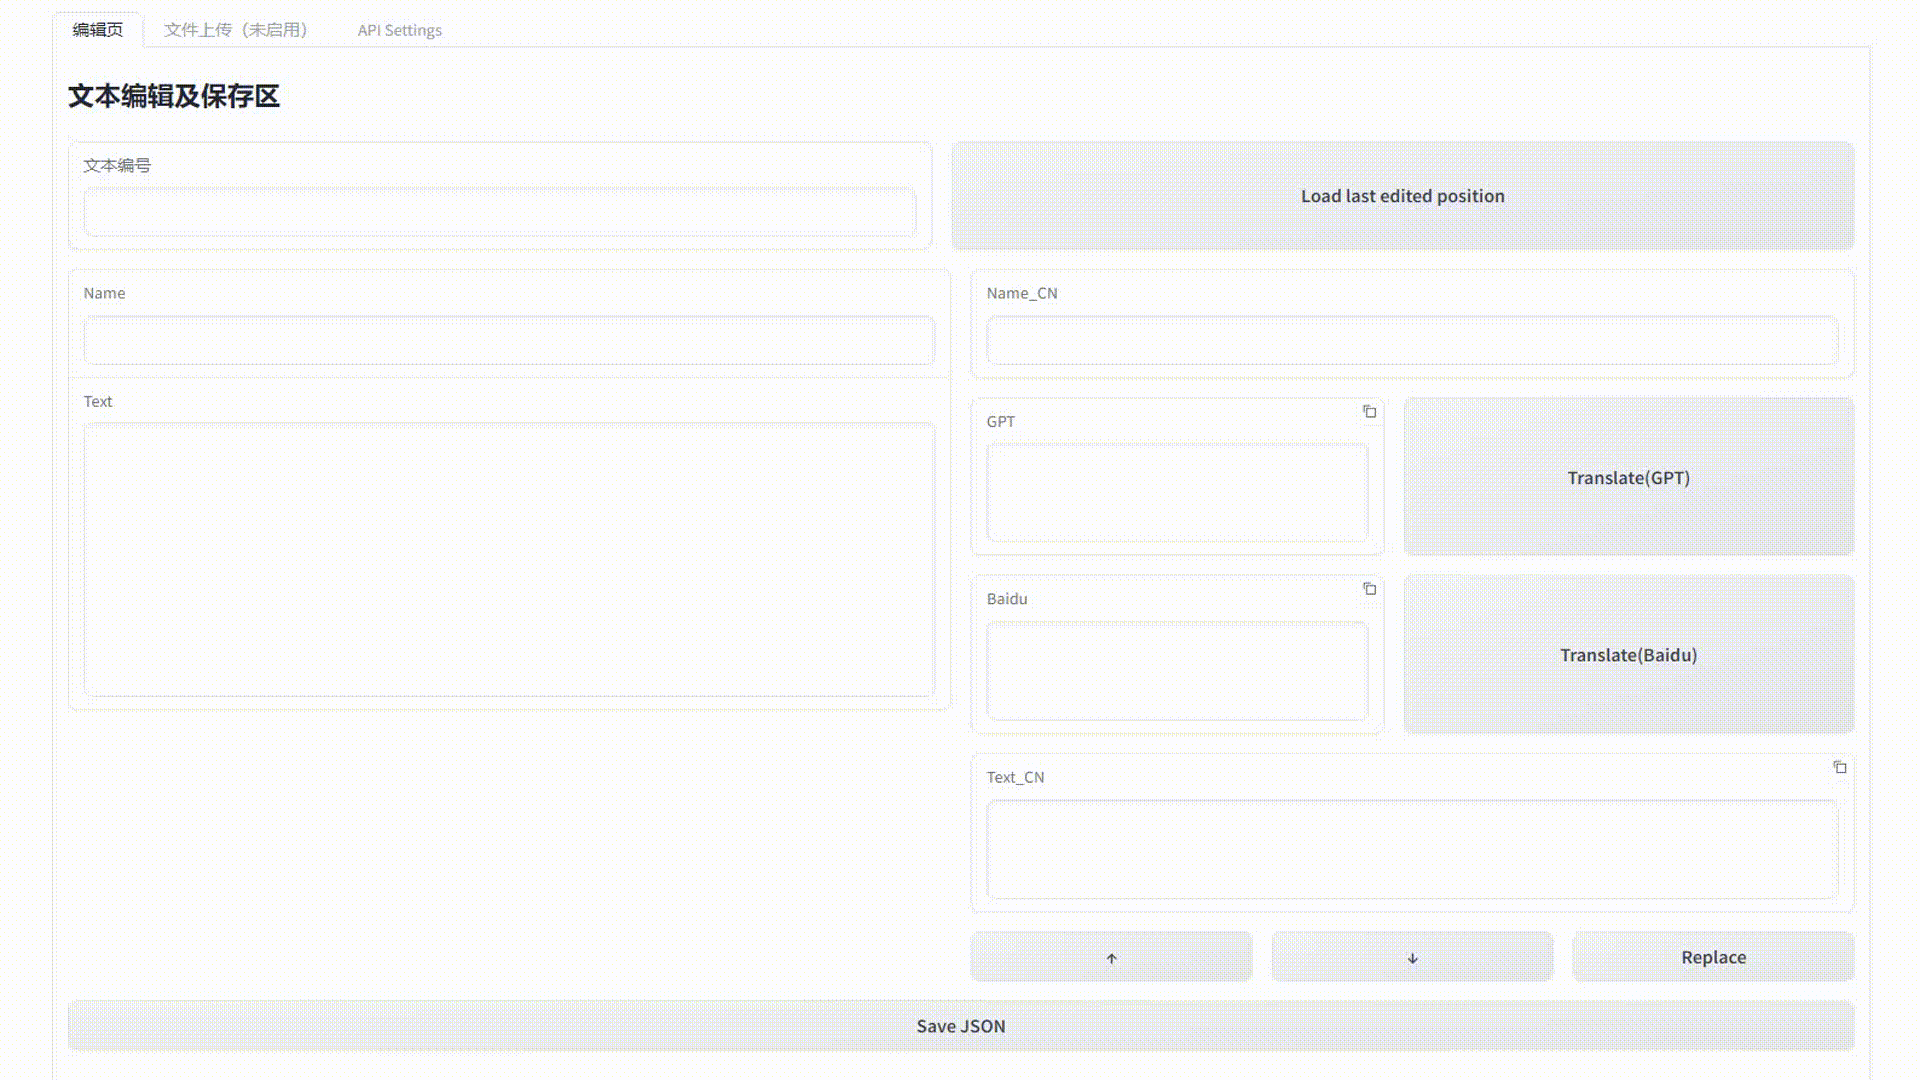 编辑页 文件上传（未启用） API Settings
文本编辑及保存区
文本编号
Load last edited position
Name
Name_CN
Text
GPT
Translate(GPT)
Baidu
Translate(Baidu)
Text_CN
↑ ↓ Replace
Save JSON